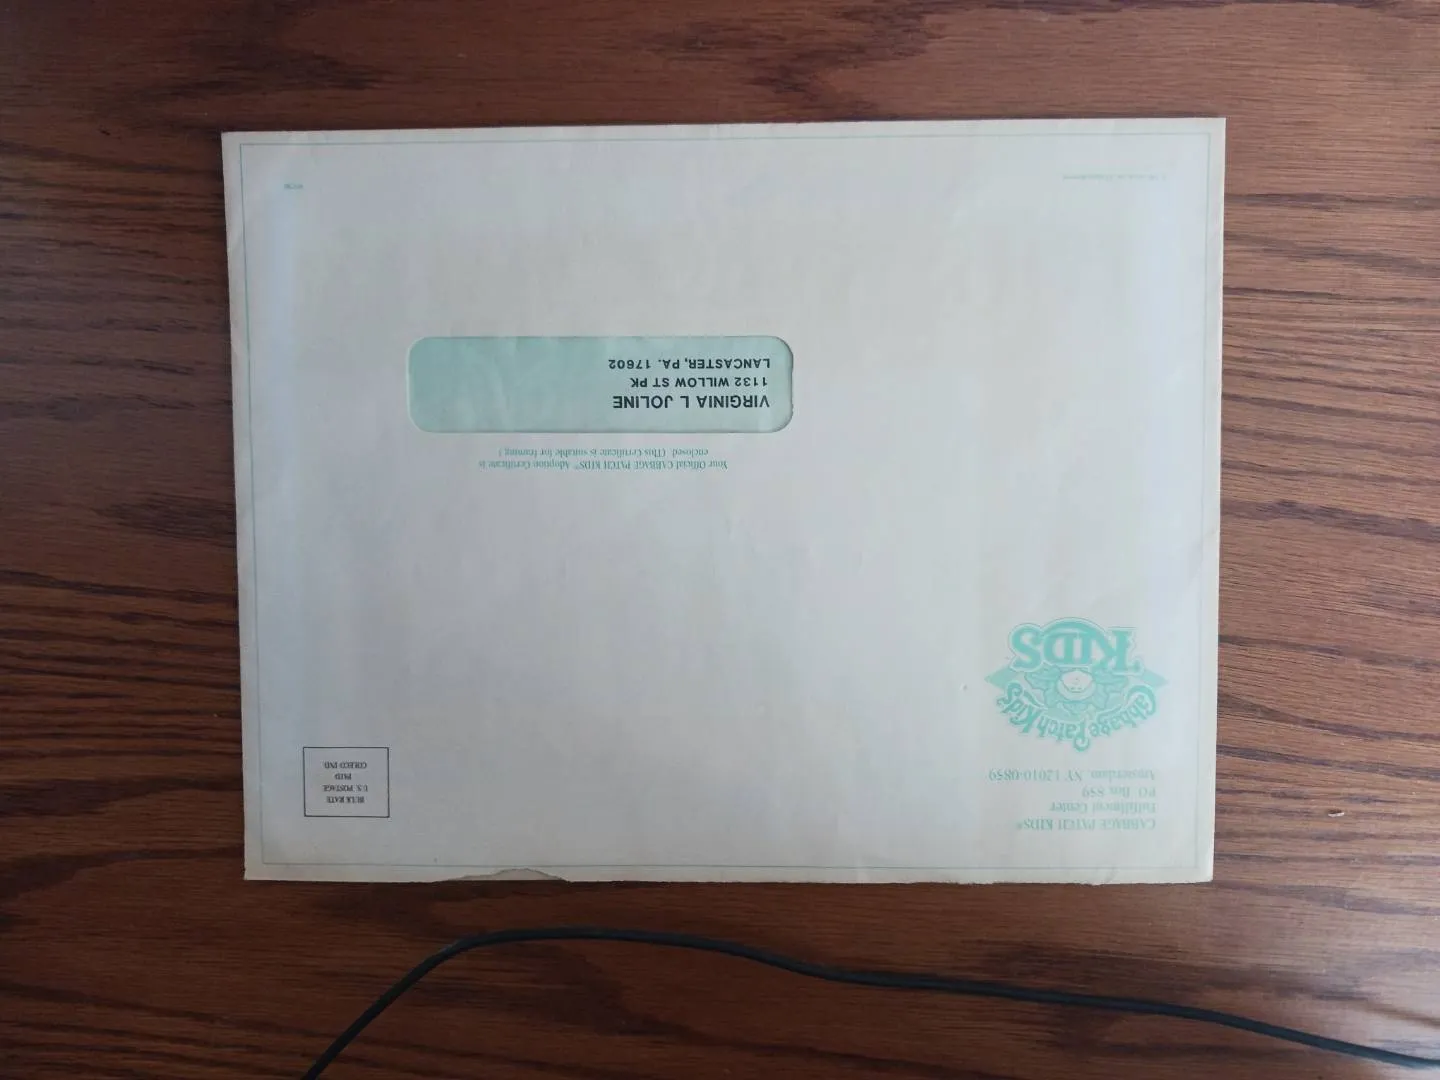 CABBAGE PATCH KIDS®
Fulfillment Center
P.O. Box 859
Amsterdam, NY 12010-0859
Cabbage Patch Kids
KIDS
BULK RATE
U.S. POSTAGE
PAID
COLECO IND.
Your Official CABBAGE PATCH KIDS® Adoption Certificate is
enclosed. (This Certificate is suitable for framing.)
VIRGINIA L JOLINE
1132 WILLOW ST PK
LANCASTER, PA. 17602